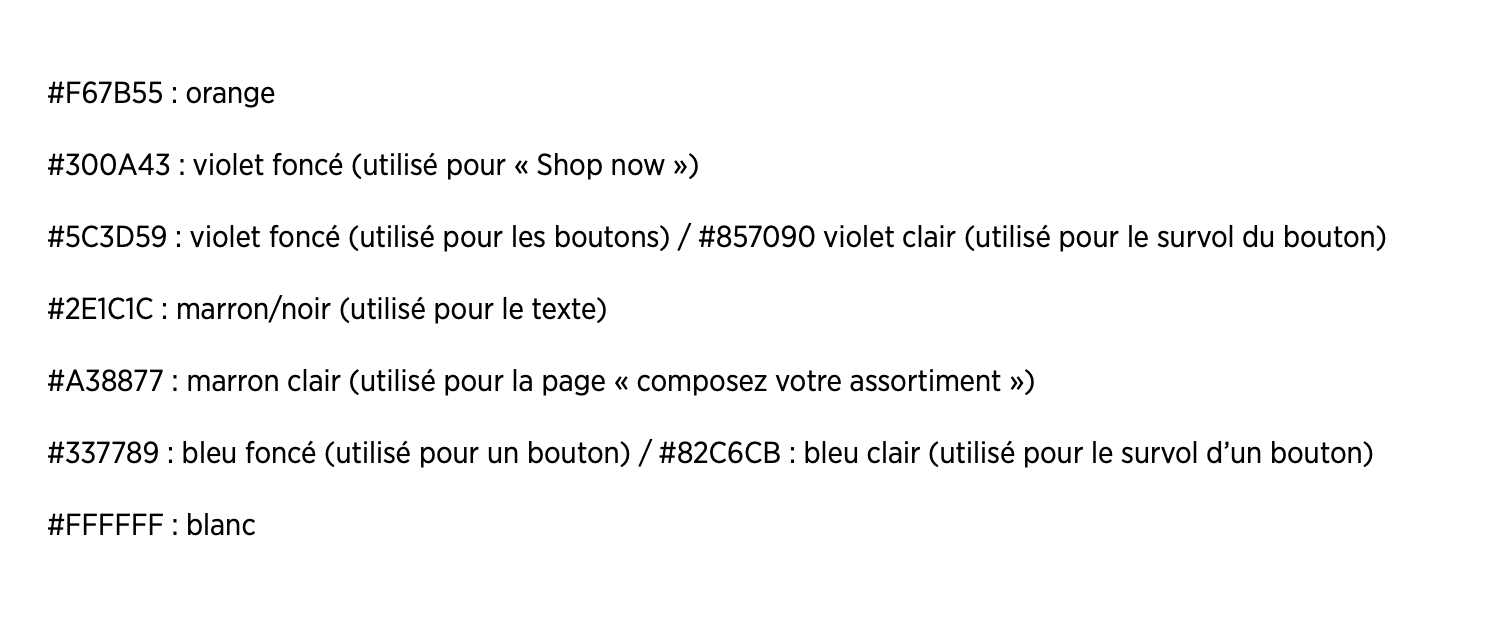 #F67B55 : orange
#300A43 : violet foncé (utilisé pour « Shop now »)
#5C3D59 : violet foncé (utilisé pour les boutons) / #857090 violet clair (utilisé pour le survol du bouton)
#2E1C1C : marron/noir (utilisé pour le texte)
#A38877 : marron clair (utilisé pour la page « composez votre assortiment »)
#337789 : bleu foncé (utilisé pour un bouton) / #82C6CB : bleu clair (utilisé pour le survol d’un bouton)
#FFFFFF : blanc